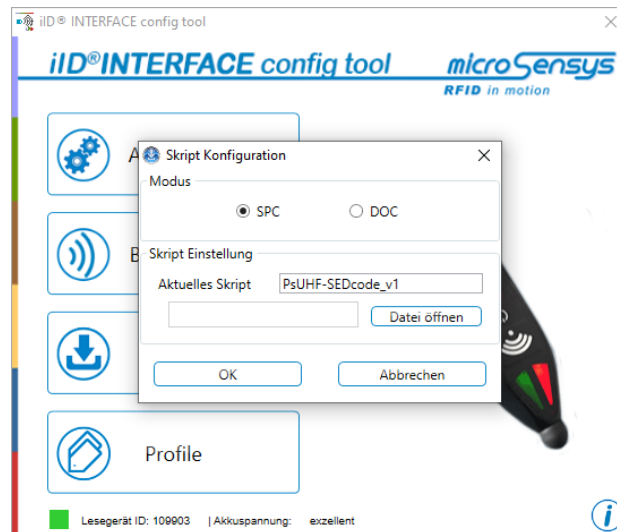 iID® INTERFACE config tool
iID®INTERFACE config tool
microSensys
RFID in motion
Skript Konfiguration
Modus
SPC
DOC
Skript Einstellung
Aktuelles Skript
PsUHF-SEDcode_v1
Datei öffnen
OK
Abbrechen
Profile
Lesegerät ID: 109903 | Akkuspannung: exzellent